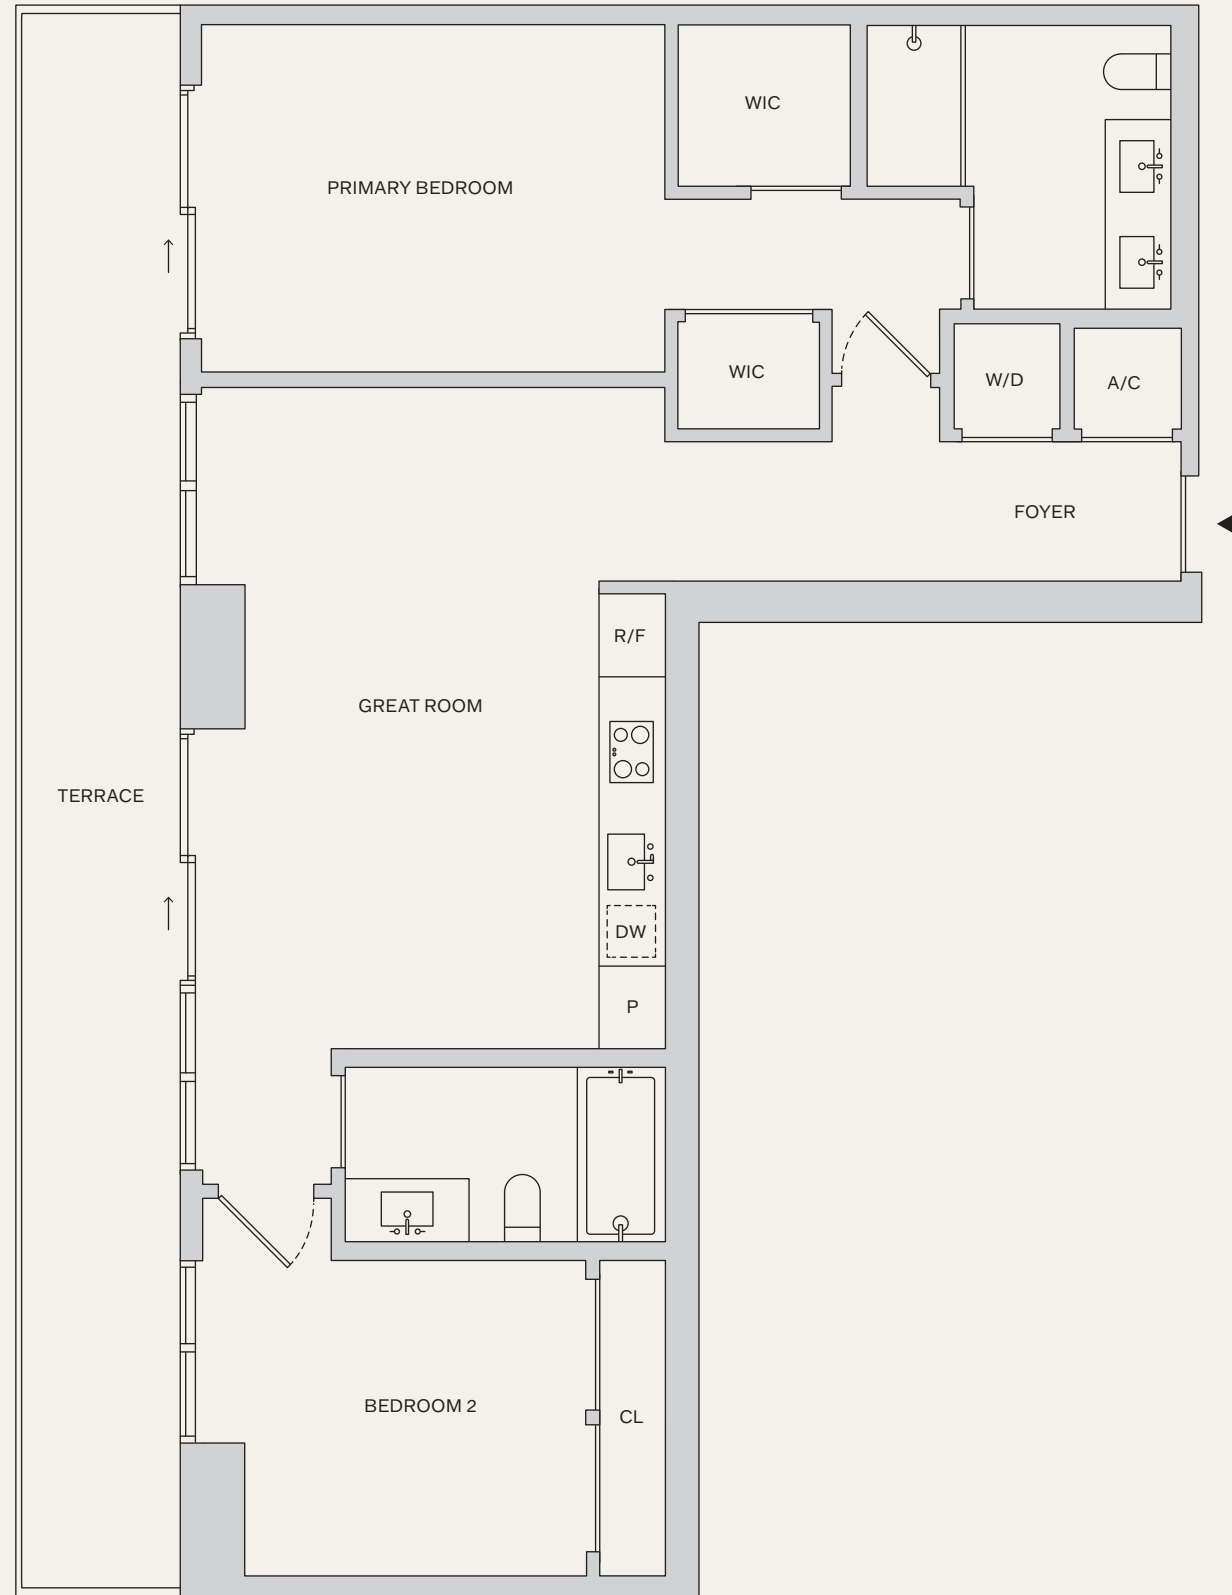 WIC
PRIMARY BEDROOM
WIC
W/D
A/C
FOYER
R/F
GREAT ROOM
TERRACE
DW
P
BEDROOM 2
CL